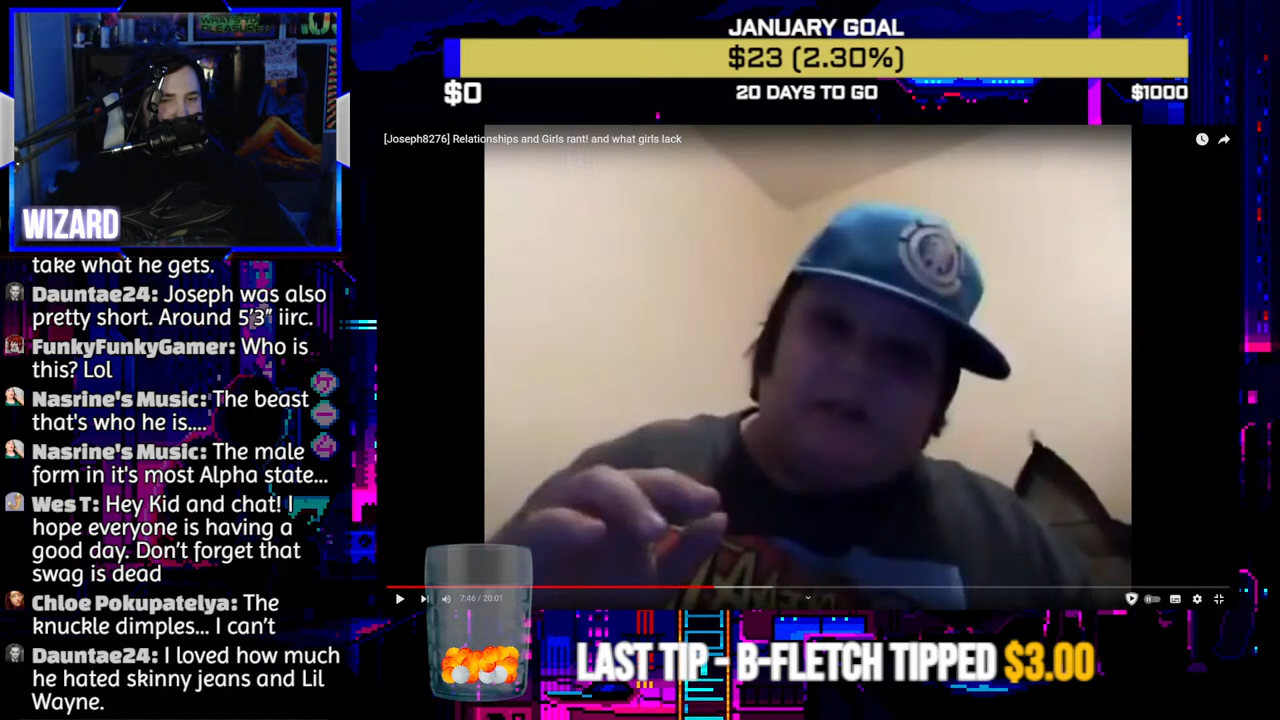 WHAT'S YOUR
PLEASURE?
JANUARY GOAL
$23 (2.30%)
$0
20 DAYS TO GO
$1000
[Joseph8276] Relationships and Girls rant! and what girls lack
WIZARD
take what he gets.
Dauntae24: Joseph was also
pretty short. Around 5'3” iirc.
FunkyFunkyGamer: Who is
this? Lol
Nasrine's Music: The beast
that's who he is....
Nasrine's Music: The male
form in it's most Alpha state...
Wes T: Hey Kid and chat! I
hope everyone is having a
good day. Don’t forget that
swag is dead
Chloe Pokupatelya: The
knuckle dimples... I can’t
Dauntae24: I loved how much
he hated skinny jeans and Lil
Wayne.
7:46 / 20:01
LAST TIP - B-FLETCH TIPPED $3.00